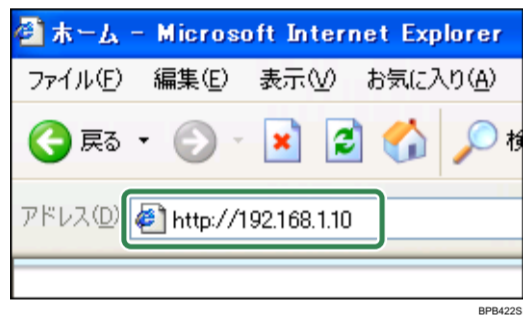 ホーム - Microsoft Internet Explorer
ファイル(F) 編集(E) 表示(V) お気に入り(A)
戻る
アドレス(D) http://192.168.1.10
BPB422S